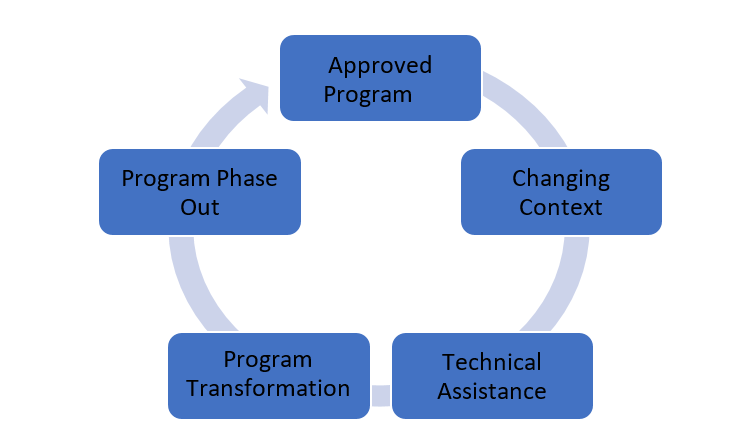 Approved
Program
Changing
Context
Technical
Assistance
Program
Transformation
Program Phase
Out